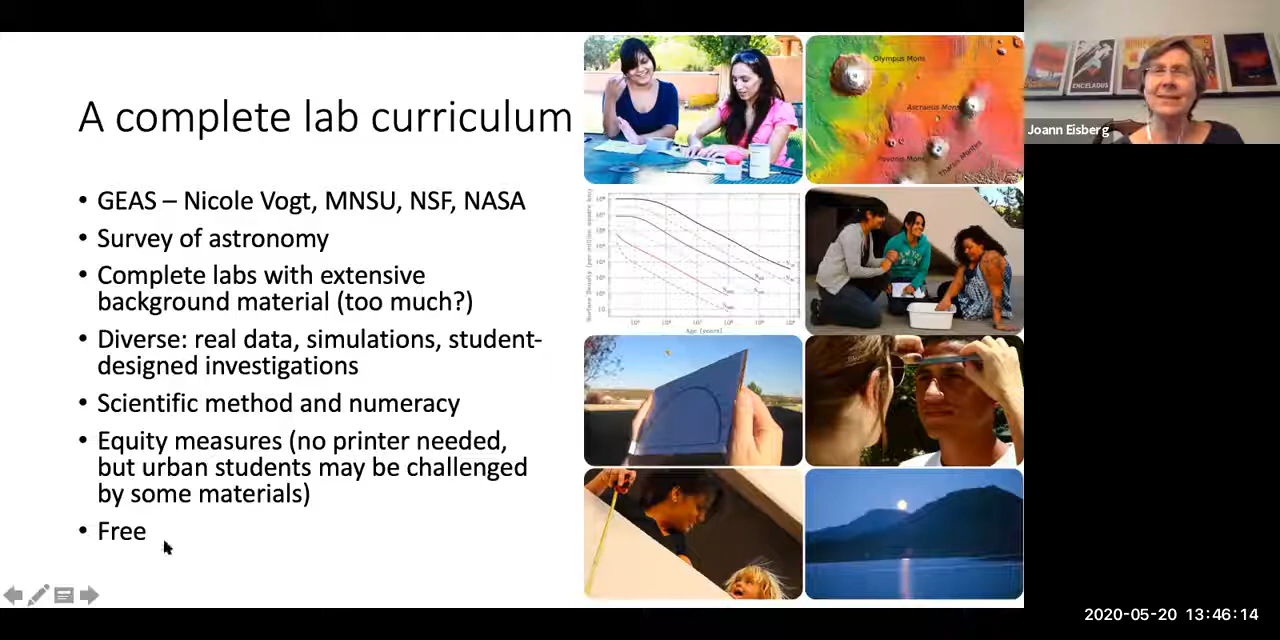 A complete lab curriculum
• GEAS – Nicole Vogt, MNSU, NSF, NASA
• Survey of astronomy
• Complete labs with extensive
background material (too much?)
• Diverse: real data, simulations, student-
designed investigations
• Scientific method and numeracy
• Equity measures (no printer needed,
but urban students may be challenged
by some materials)
• Free
Olympus Mons
Ascraeus Mons
Pavonis Mons
Tharsis Montes
Age (years)
ENCELADUS
Joann Eisberg
2020-05-20 13:46:14